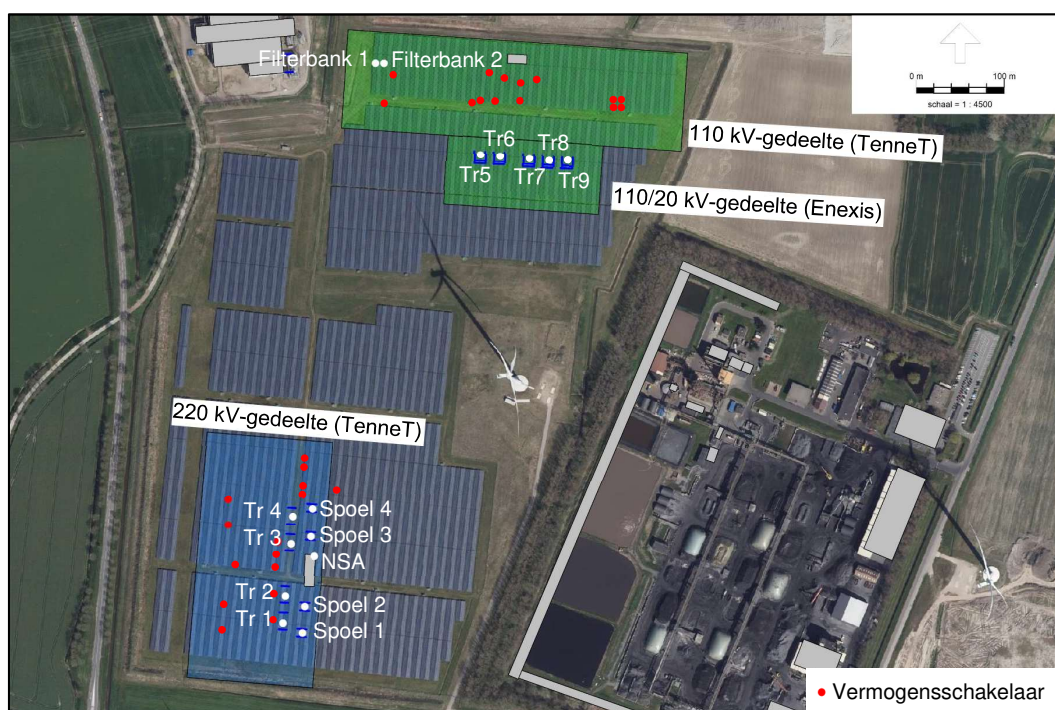 Filterbank 1
Filterbank 2
0 m
100 m
schaal = 1 : 4500
110 kV-gedeelte (TenneT)
Tr6
Tr8
Tr5
Tr7
Tr9
110/20 kV-gedeelte (Enexis)
220 kV-gedeelte (TenneT)
Tr 4
Spoel 4
Tr 3
Spoel 3
NSA
Tr 2
Spoel 2
Tr 1
Spoel 1
Vermogensschakelaar